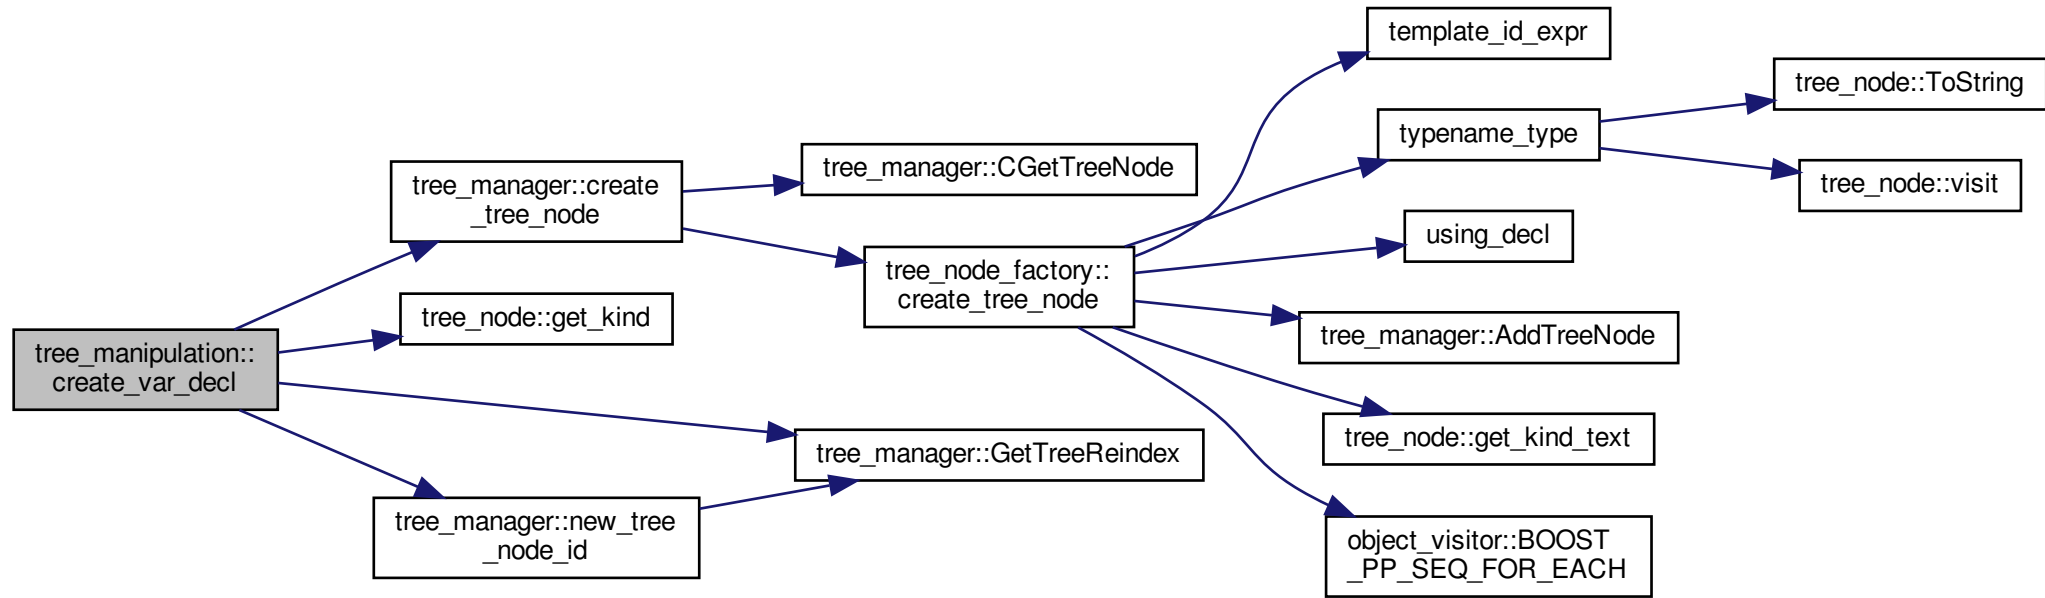 tree_manipulation::
create_var_decl
tree_manager::create
_tree_node
tree_node::get_kind
tree_manager::GetTreeReindex
tree_manager::new_tree
_node_id
tree_manager::CGetTreeNode
tree_node_factory::
create_tree_node
template_id_expr
typename_type
using_decl
tree_manager::AddTreeNode
tree_node::get_kind_text
object_visitor::BOOST
_PP_SEQ_FOR_EACH
tree_node::ToString
tree_node::visit